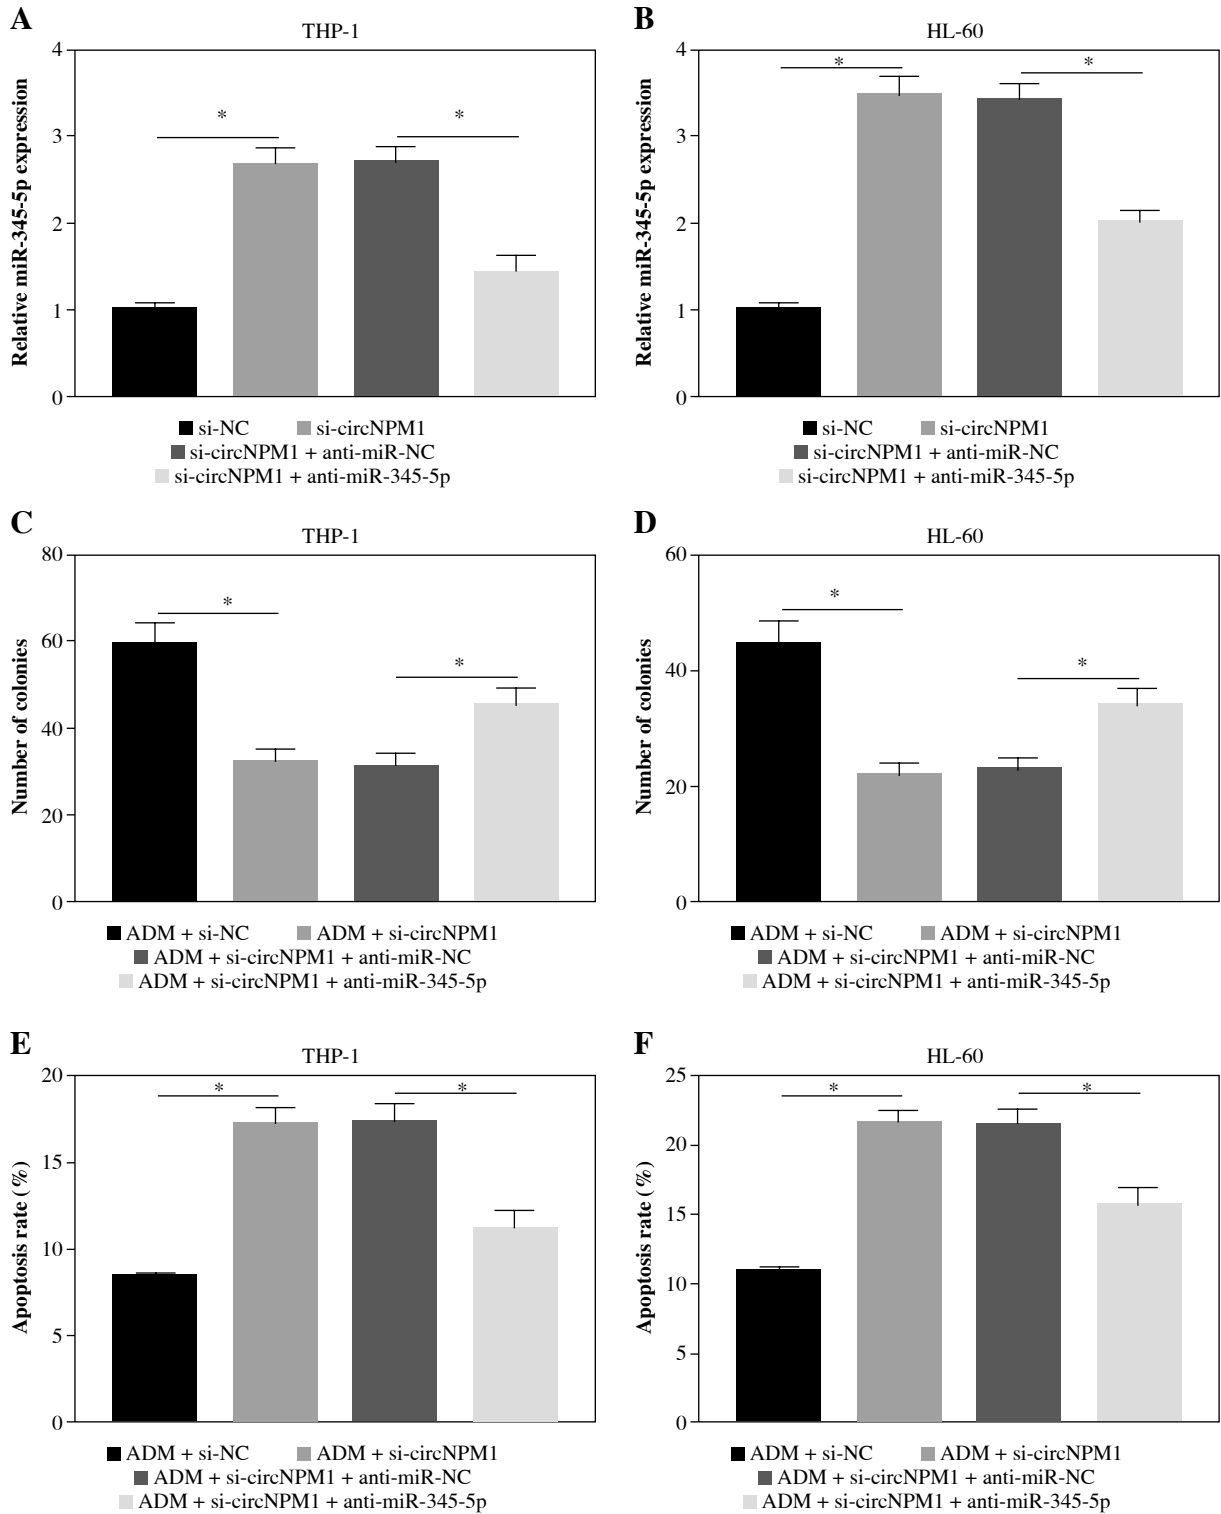 A
THP-1
Relative miR-345-5p expression
4
3
2
1
0
*
*
si-NC si-circNPM1
si-circNPM1 + anti-miR-NC
si-circNPM1 + anti-miR-345-5p
B
HL-60
Relative miR-345-5p expression
4
3
2
1
0
*
*
si-NC si-circNPM1
si-circNPM1 + anti-miR-NC
si-circNPM1 + anti-miR-345-5p
C
THP-1
Number of colonies
80
60
40
20
0
*
*
ADM + si-NC ADM + si-circNPM1
ADM + si-circNPM1 + anti-miR-NC
ADM + si-circNPM1 + anti-miR-345-5p
D
HL-60
Number of colonies
60
40
20
0
*
*
ADM + si-NC ADM + si-circNPM1
ADM + si-circNPM1 + anti-miR-NC
ADM + si-circNPM1 + anti-miR-345-5p
E
THP-1
Apoptosis rate (%)
20
15
10
5
0
*
*
ADM + si-NC ADM + si-circNPM1
ADM + si-circNPM1 + anti-miR-NC
ADM + si-circNPM1 + anti-miR-345-5p
F
HL-60
Apoptosis rate (%)
25
20
15
10
5
0
*
*
ADM + si-NC ADM + si-circNPM1
ADM + si-circNPM1 + anti-miR-NC
ADM + si-circNPM1 + anti-miR-345-5p